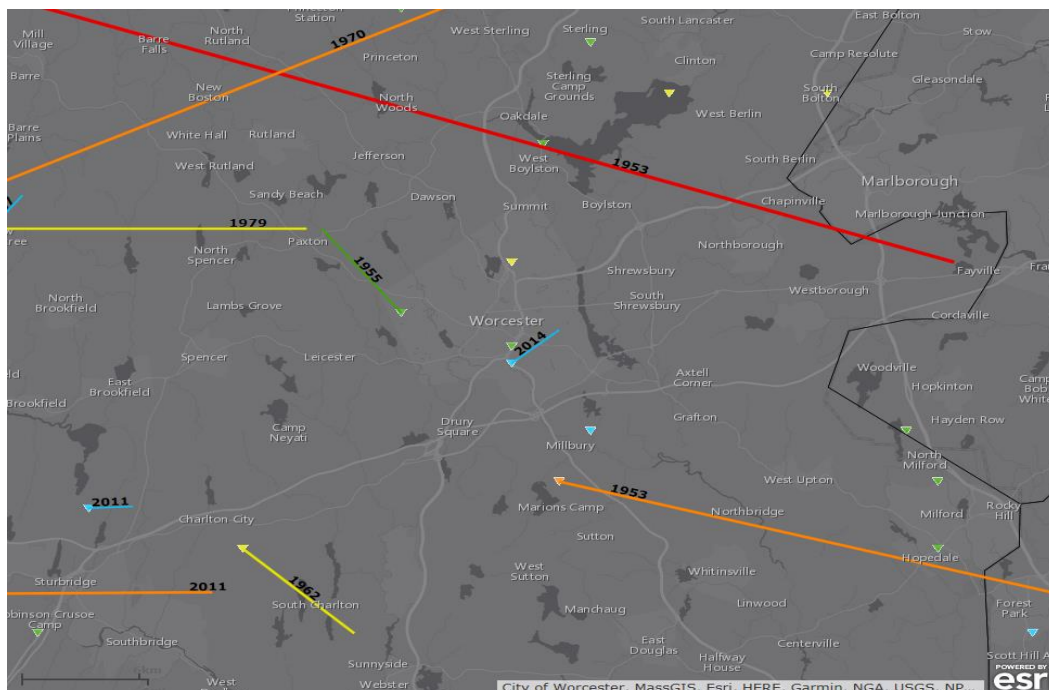 Princeton
Station
South Lancaster
East Bolton
Mill
Village
Barre
Falls
North
Rutland
1970
West Sterling
Sterling
Stow
Camp Resolute
Princeton
Clinton
Barre
New
Boston
North
Woods
Sterling
Camp
Grounds
South
Bolton
Gleasondale
Oakdale
West Berlin
Barre
Plains
White Hall
Rutland
Jefferson
West
Boylston
1953
South Berlin
West Rutland
Marlborough
Sandy Beach
Dawson
Summit
Boylston
Chapinville
Marlborough Junction
1979
Paxton
North
Spencer
Northborough
1955
Shrewsbury
Fayville
North
Brookfield
Lambs Grove
South
Shrewsbury
Westborough
Worcester
Cordaville
2014
Spencer
Leicester
East
Brookfield
Axtell
Corner
Woodville
Hopkinton
Brookfield
Camp
Bob
White
Camp
Neyati
Drury
Square
Grafton
Hayden Row
Millbury
North
Milford
1953
West Upton
2011
Marions Camp
Northbridge
Milford
Rocky
Hill
Charlton City
Sutton
Hopedale
Sturbridge
2011
1962
West
Sutton
Whitinsville
South Charlton
Manchaug
Linwood
Forest
Park
obinson Crusoe
Camp
Southbridge
East
Douglas
Centerville
Sunnyside
Halfway
House
Scott Hill A
West
Webster
POWERED BY
esri
City of Worcester, MassGIS, Esri, HERE, Garmin, NGA, USGS, NP...